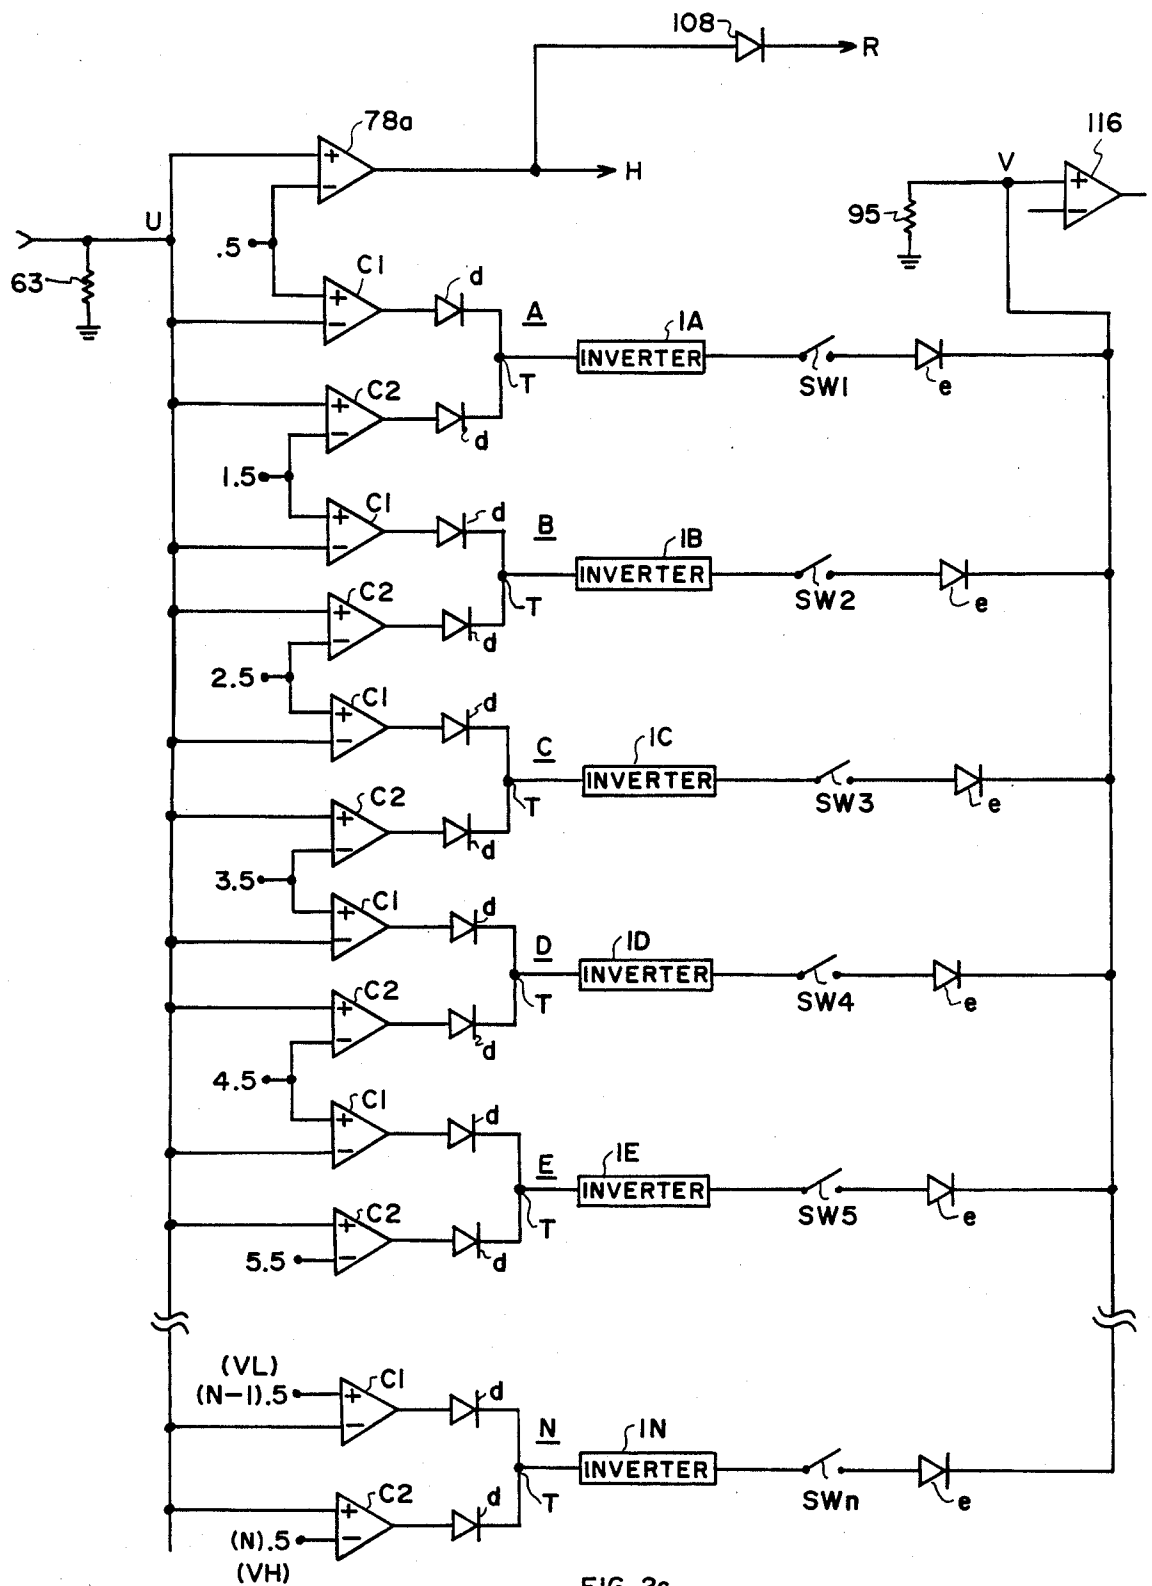 108
R
78a
116
H
V
U
95
.5
63
C1
d
A
1A
+
−
INVERTER
T
SW1
e
C2
d
1.5
C1
d
B
1B
INVERTER
T
SW2
e
C2
d
2.5
C1
d
C
1C
INVERTER
T
SW3
e
C2
d
3.5
C1
d
D
1D
INVERTER
T
SW4
e
C2
d
4.5
C1
d
E
1E
INVERTER
T
SW5
e
C2
d
5.5
(VL)
(N−1).5
C1
d
N
1N
INVERTER
T
SWn
e
C2
d
(N).5
(VH)